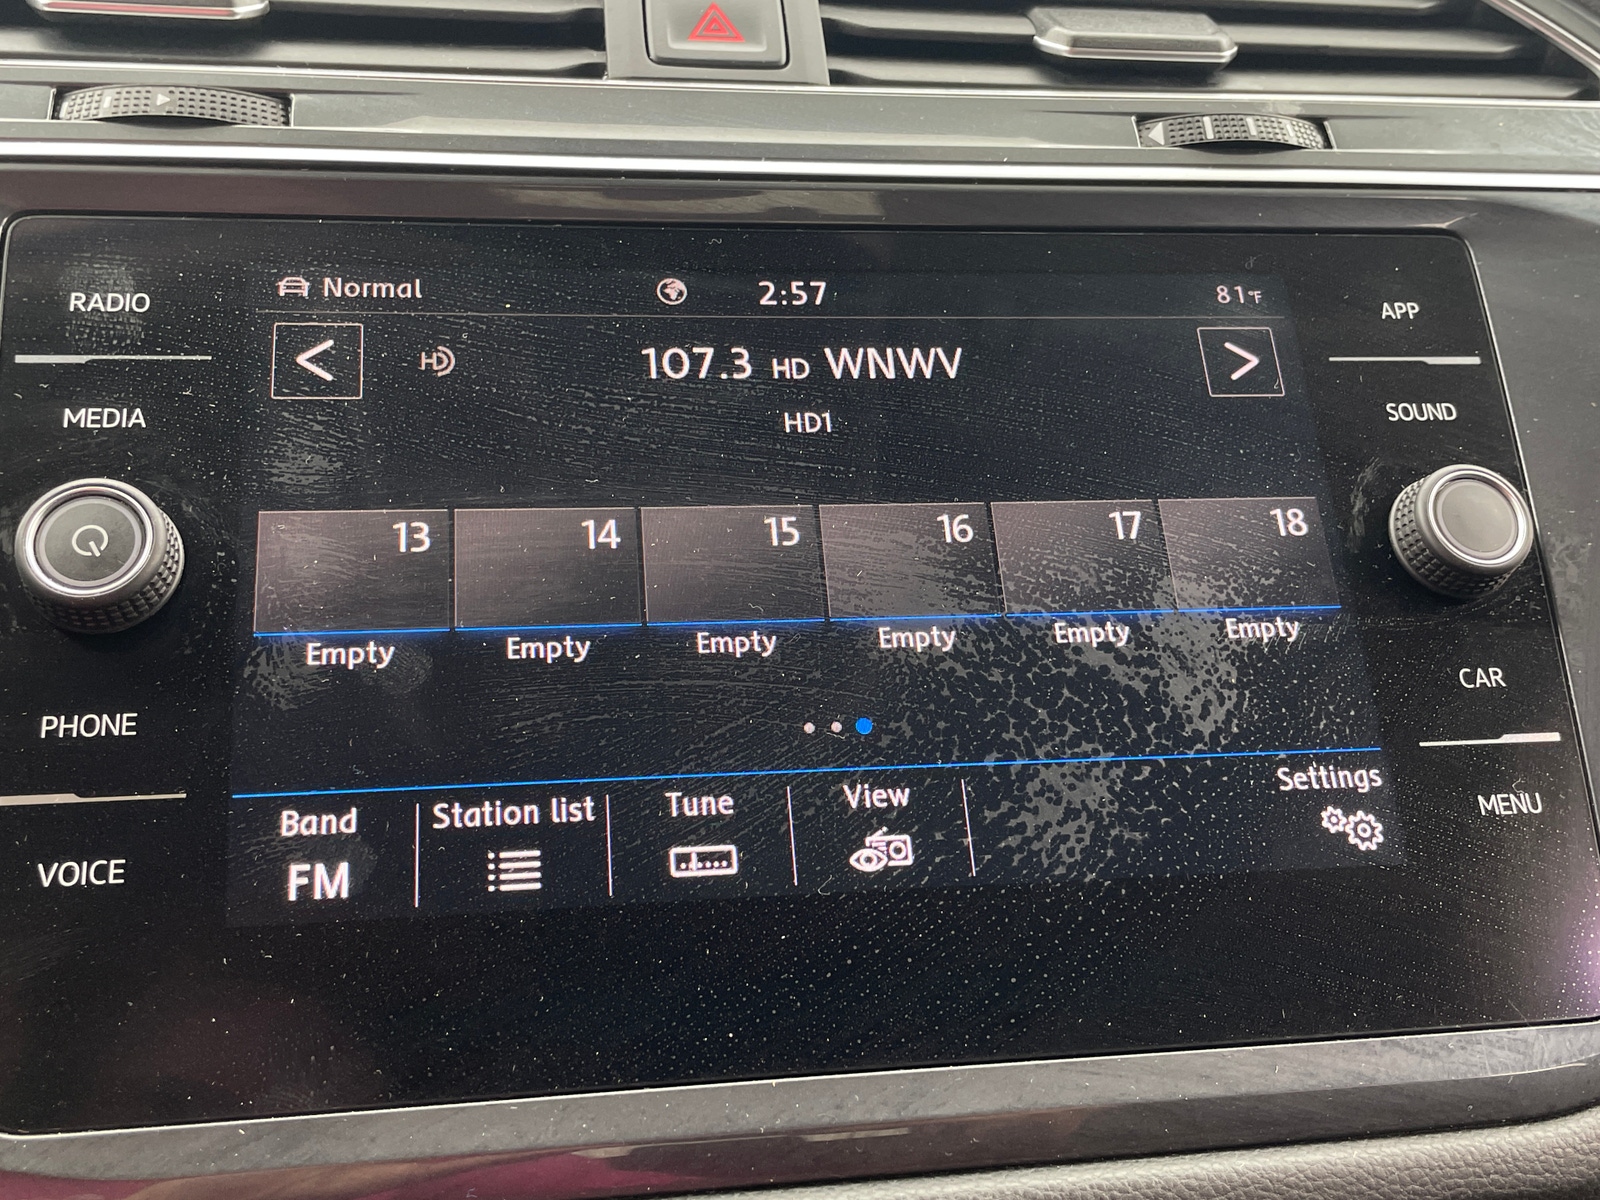 RADIO
MEDIA
PHONE
VOICE
Normal
2:57
81°F
<
HD
107.3 HD WNWV
>
HD1
13
14
15
16
17
18
Empty
Empty
Empty
Empty
Empty
Empty
Band
FM
Station list
Tune
View
Settings
APP
SOUND
CAR
MENU